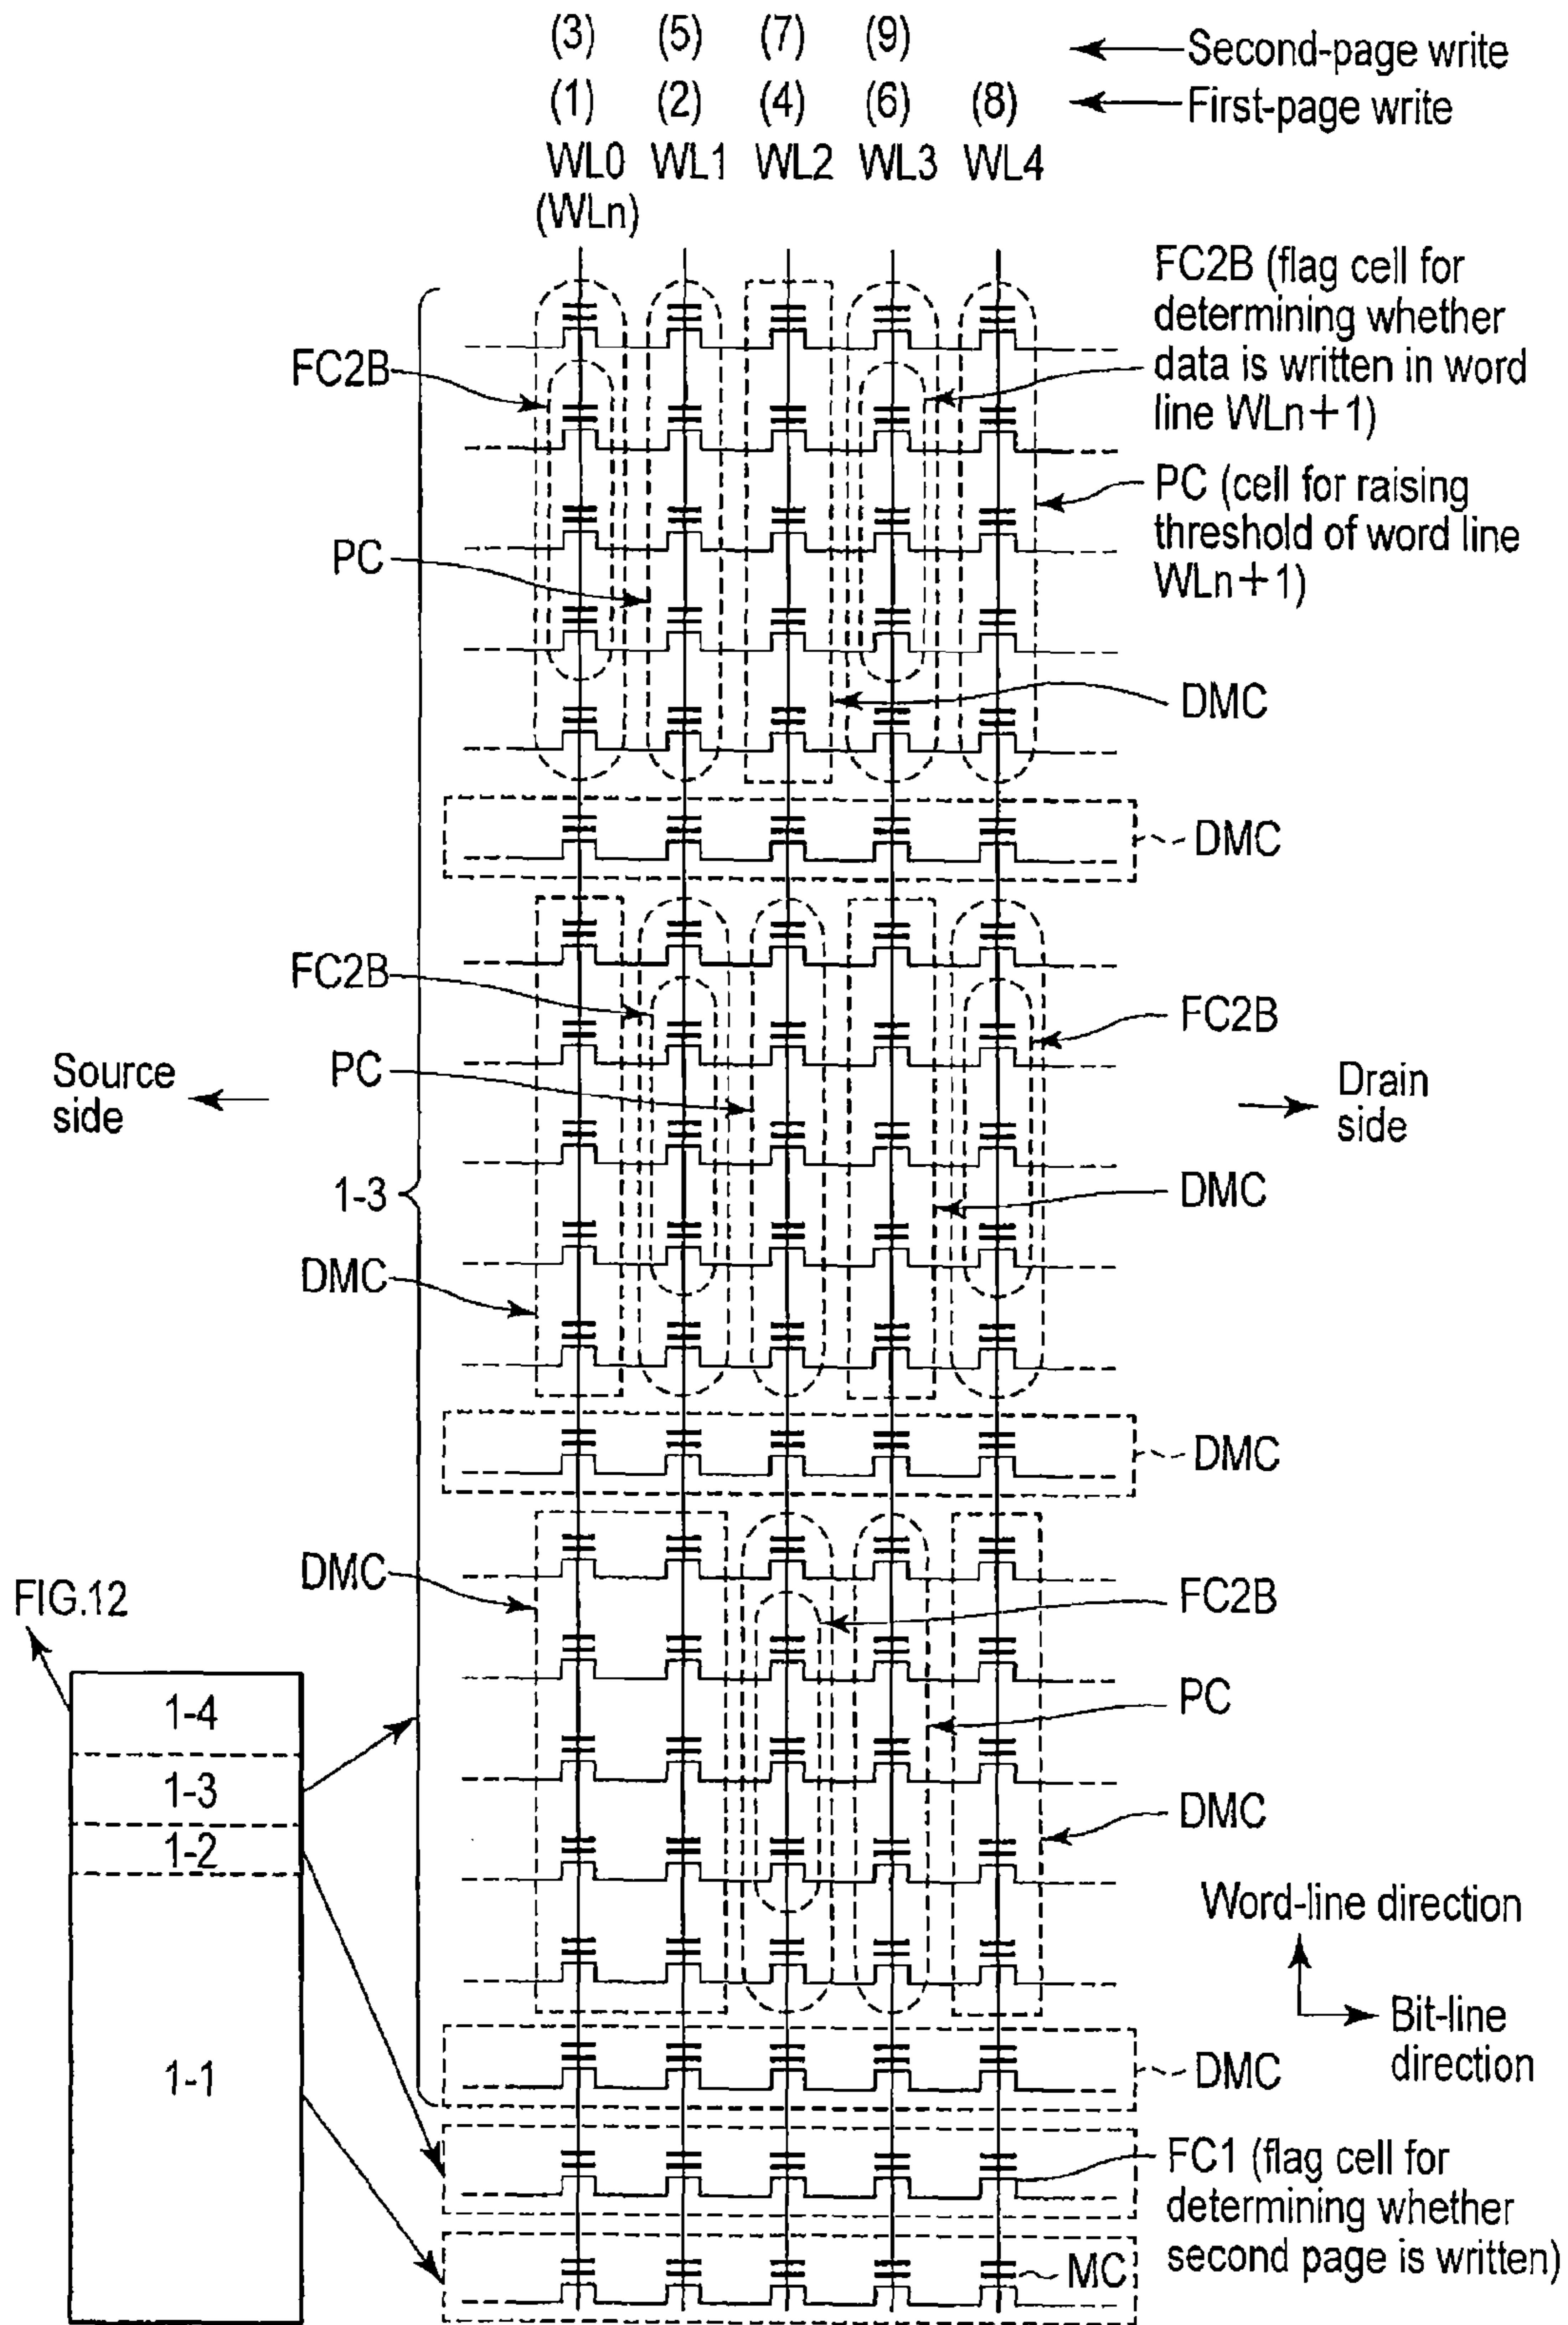 (3) (5) (7) (9) Second-page write
(1) (2) (4) (6) (8) First-page write
WL0 WL1 WL2 WL3 WL4
(WLn)
FC2B (flag cell for
determining whether
data is written in word
line WLn+1)
FC2B
PC (cell for raising
threshold of word line
WLn+1)
PC
DMC
DMC
FC2B
FC2B
Source
side
PC
Drain
side
1-3
DMC
DMC
DMC
DMC
FIG.12
FC2B
1-4
PC
1-3
1-2
DMC
Word-line direction
Bit-line
direction
1-1
DMC
FC1 (flag cell for
determining whether
second page is written)
MC